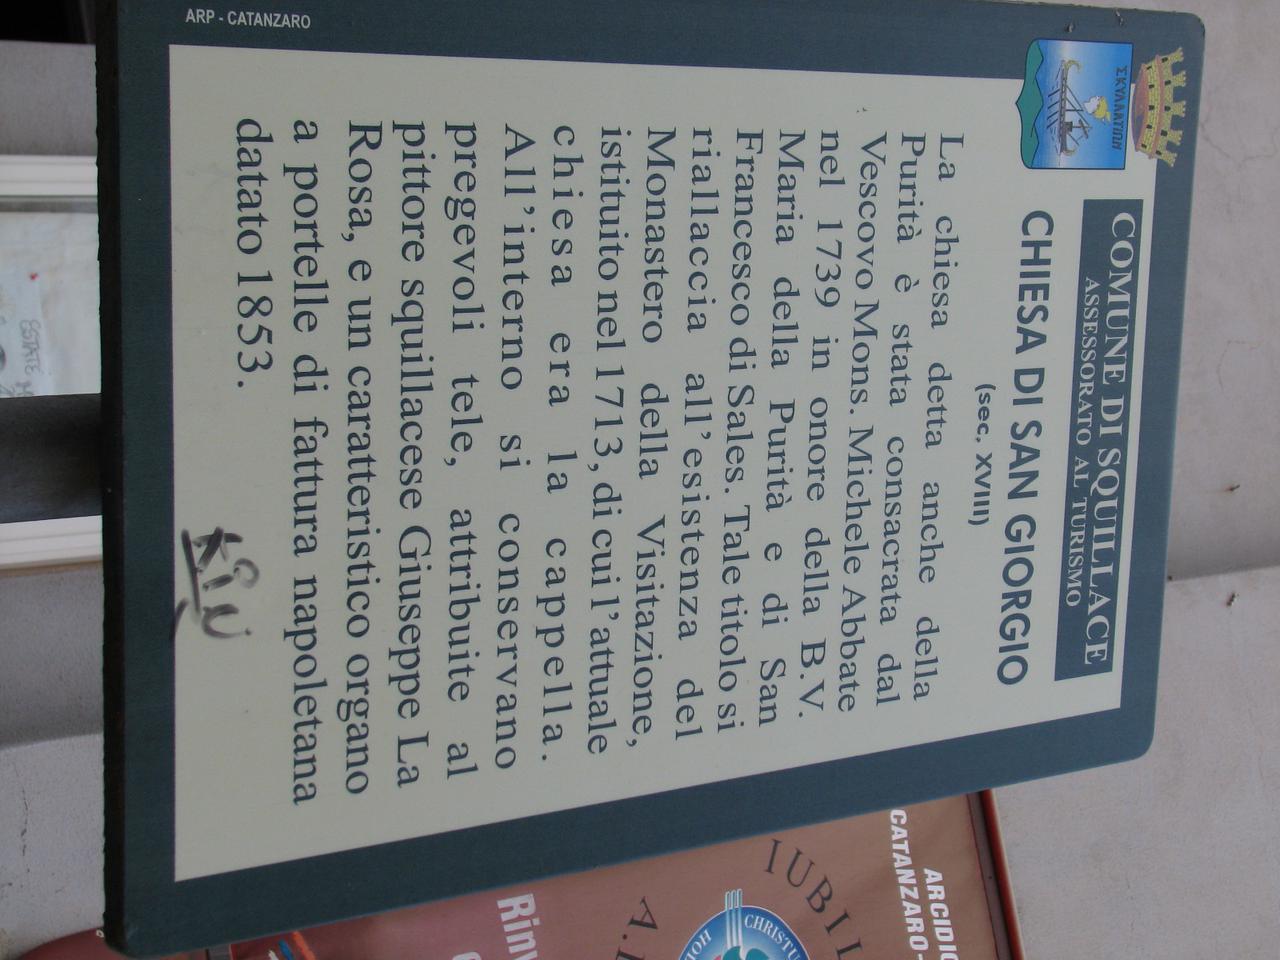 ΣΚΥΛΛΑΤΙΩΝ
COMUNE DI SQUILLACE
ASSESSORATO AL TURISMO
CHIESA DI SAN GIORGIO
(sec, XVIII)
La chiesa detta anche della
Purità è stata consacrata dal
Vescovo Mons. Michele Abbate
nel 1739 in onore della B.V.
Maria della Purità e di San
Francesco di Sales. Tale titolo si
riallaccia all'esistenza del
Monastero della Visitazione,
istituito nel 1713, di cui l'attuale
chiesa era la cappella.
All'interno si conservano
pregevoli tele, attribuite al
pittore squillacese Giuseppe La
Rosa, e un caratteristico organo
a portelle di fattura napoletana
datato 1853.
ARP - CATANZARO
ARCIDIO
CATANZARO-
IUBIL
CHRISTU
Rinv
ESTATE